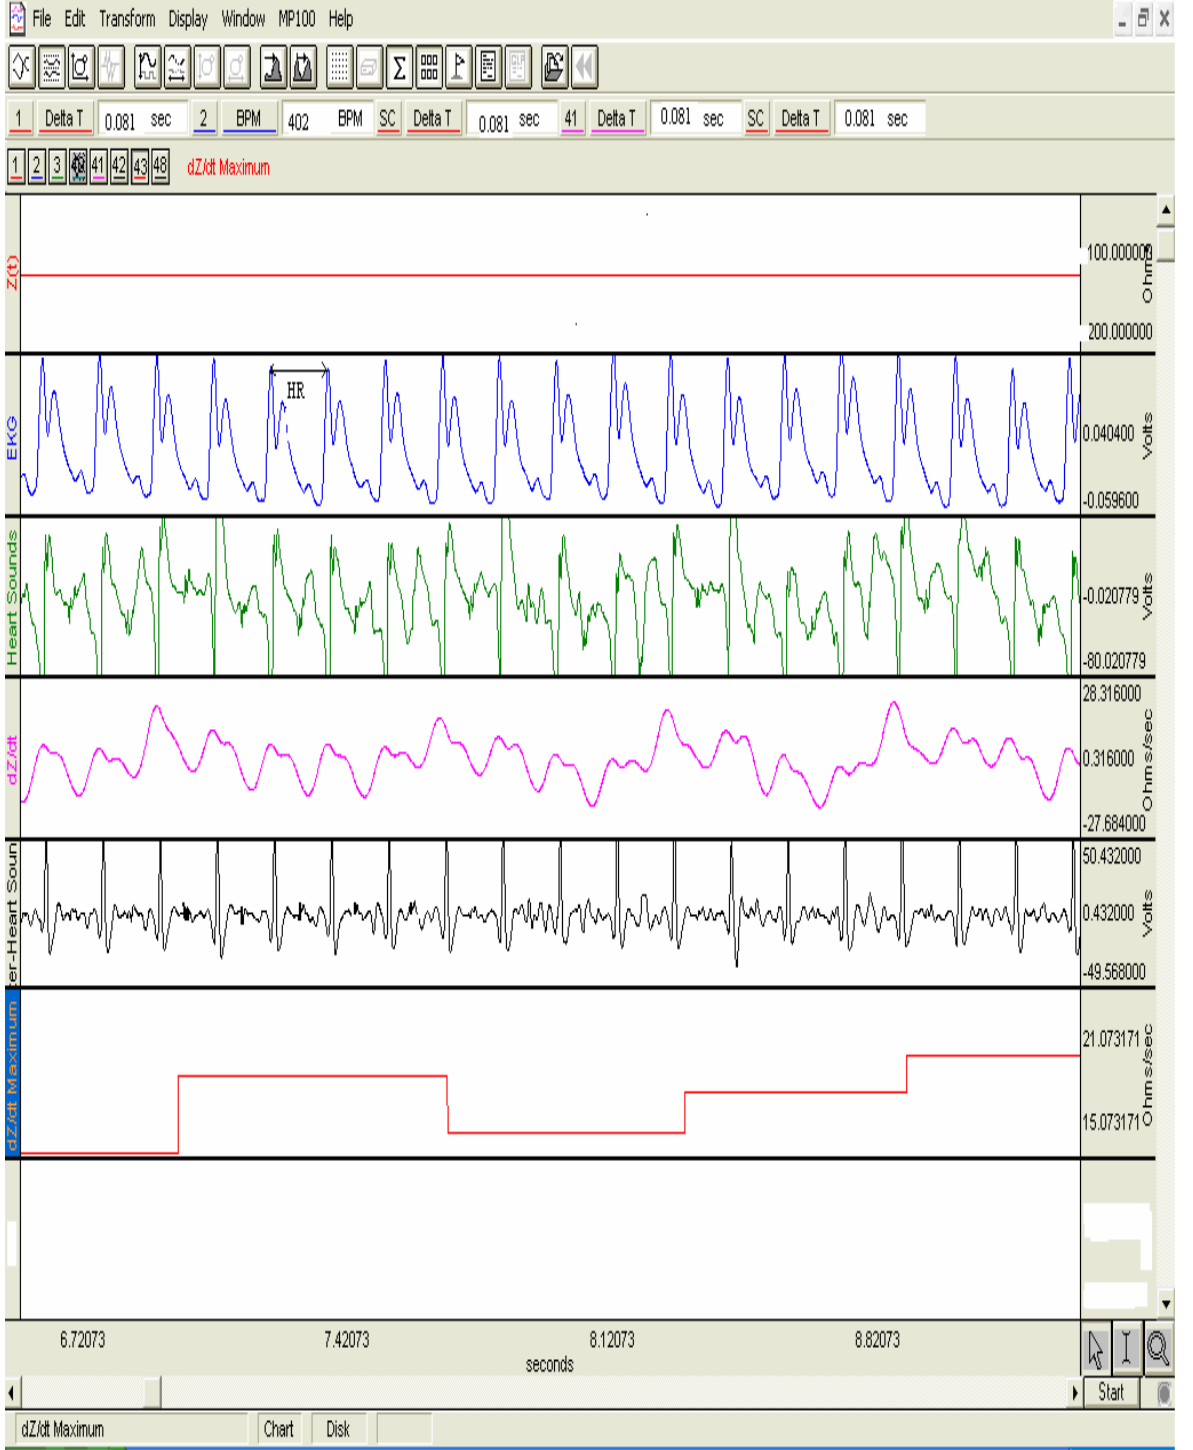 File Edit Transform Display Window MP100 Help
1 Delta T 0.081 sec 2 BPM 402 BPM SC Delta T 0.081 sec 41 Delta T 0.081 sec SC Delta T 0.081 sec
1 2 3 40 41 42 43 48 dZ/dt Maximum
Z(t)
100.000000
Ohms
200.000000
HR
EKG
0.040400
Volts
-0.059600
Heart Sounds
-0.020779
Volts
-80.020779
28.316000
dZ/dt
0.316000
Ohms/sec
-27.684000
50.432000
er-Heart Soun
0.432000
Volts
-49.568000
dZ/dt Maximum
21.073171
Ohms/sec
15.073171
6.72073 7.42073 8.12073 8.82073
seconds
Start
dZ/dt Maximum Chart Disk